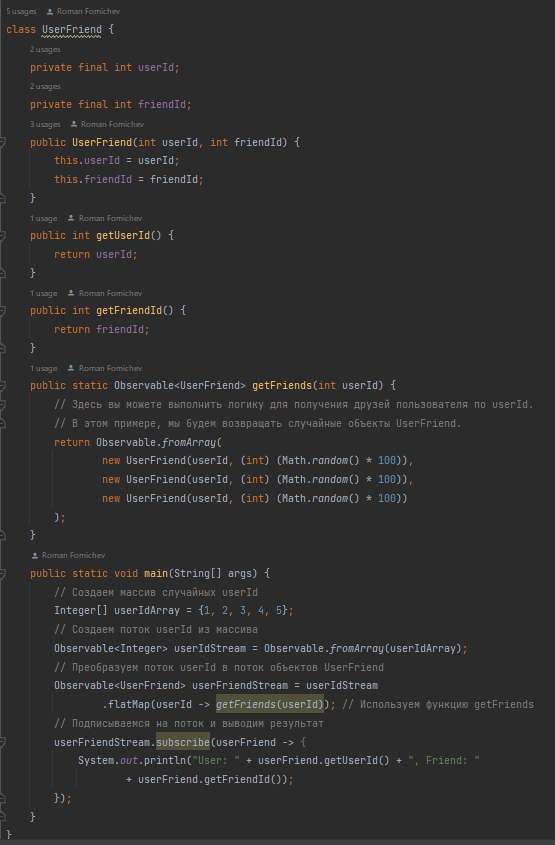 5 usages Roman Fomichev
class UserFriend {
2 usages
private final int userId;
2 usages
private final int friendId;
3 usages Roman Fomichev
public UserFriend(int userId, int friendId) {
this.userId = userId;
this.friendId = friendId;
}
1 usage Roman Fomichev
public int getUserId() {
return userId;
}
1 usage Roman Fomichev
public int getFriendId() {
return friendId;
}
1 usage Roman Fomichev
public static Observable<UserFriend> getFriends(int userId) {
// Здесь вы можете выполнить логику для получения друзей пользователя по userId.
// В этом примере, мы будем возвращать случайные объекты UserFriend.
return Observable.fromArray(
new UserFriend(userId, (int) (Math.random() * 100)),
new UserFriend(userId, (int) (Math.random() * 100)),
new UserFriend(userId, (int) (Math.random() * 100))
);
}
Roman Fomichev
public static void main(String[] args) {
// Создаем массив случайных userId
Integer[] userIdArray = {1, 2, 3, 4, 5};
// Создаем поток userId из массива
Observable<Integer> userIdStream = Observable.fromArray(userIdArray);
// Преобразуем поток userId в поток объектов UserFriend
Observable<UserFriend> userFriendStream = userIdStream
.flatMap(userId -> getFriends(userId)); // Используем функцию getFriends
// Подписываемся на поток и выводим результат
userFriendStream.subscribe(userFriend -> {
System.out.println("User: " + userFriend.getUserId() + ", Friend: "
+ userFriend.getFriendId());
});
}
}